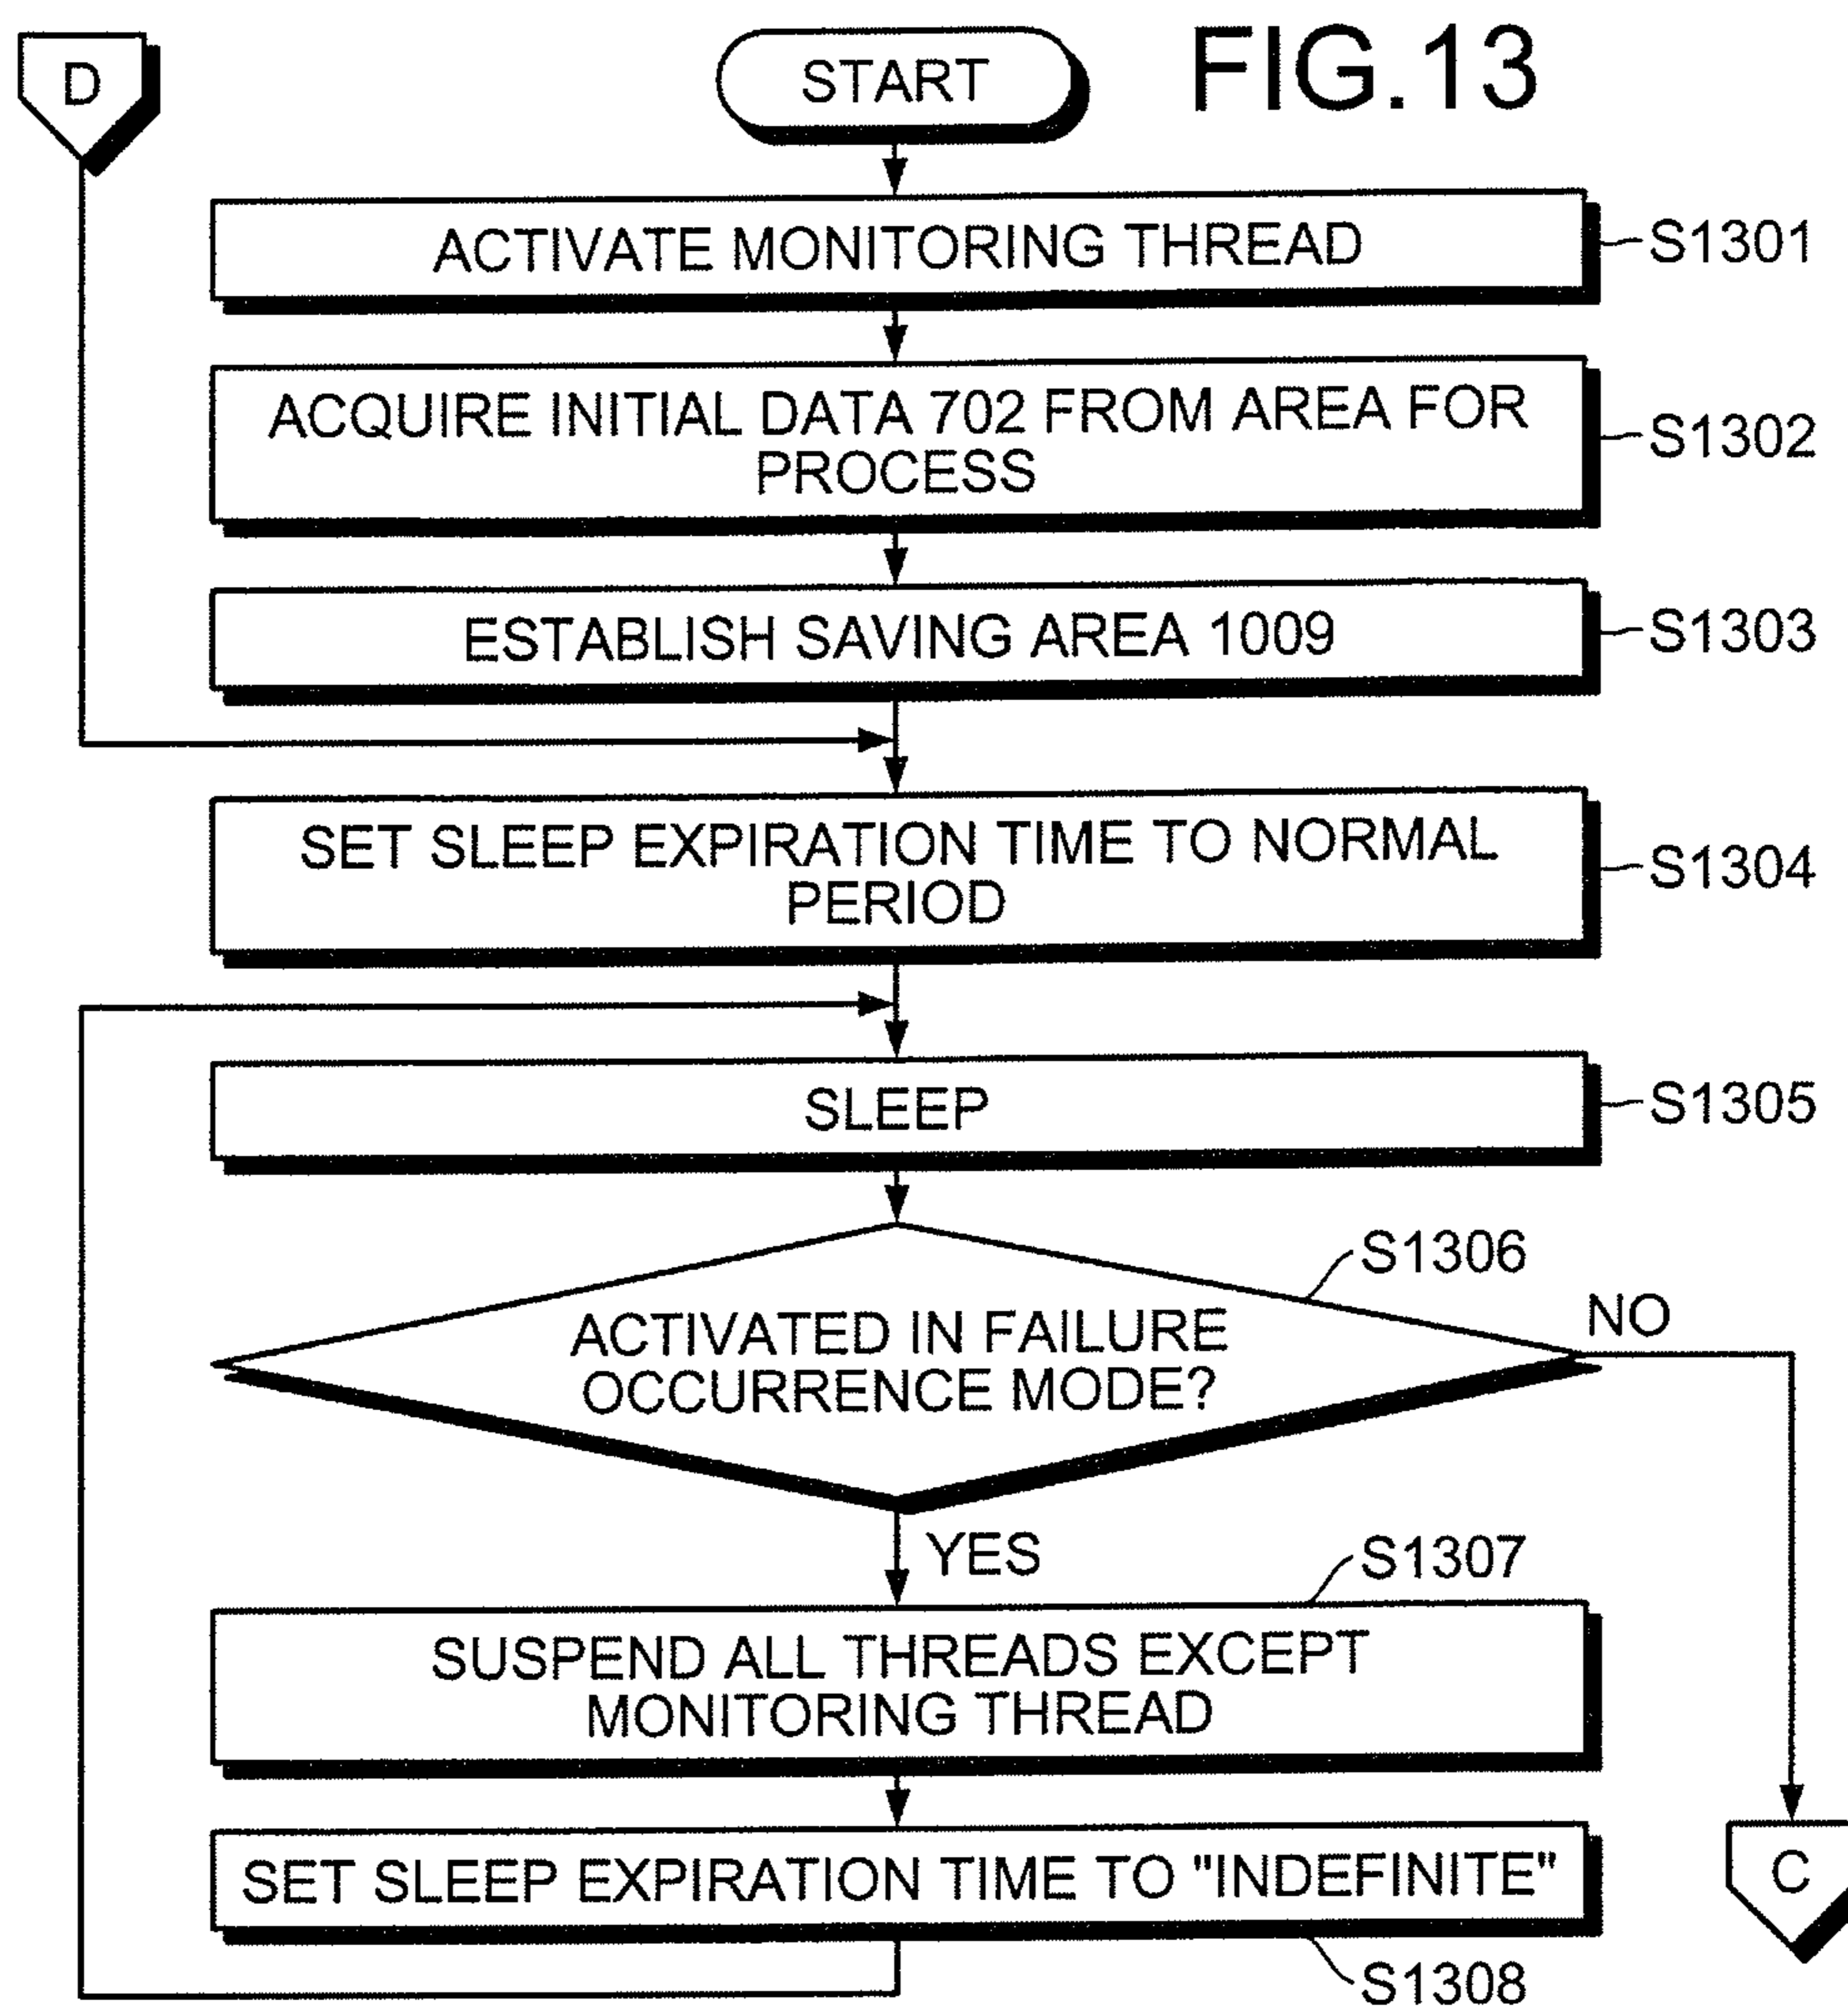 FIG.13
D
START
ACTIVATE MONITORING THREAD
S1301
ACQUIRE INITIAL DATA 702 FROM AREA FOR
PROCESS
S1302
ESTABLISH SAVING AREA 1009
S1303
SET SLEEP EXPIRATION TIME TO NORMAL
PERIOD
S1304
SLEEP
S1305
S1306
ACTIVATED IN FAILURE
OCCURRENCE MODE?
NO
YES
S1307
SUSPEND ALL THREADS EXCEPT
MONITORING THREAD
SET SLEEP EXPIRATION TIME TO "INDEFINITE"
C
S1308